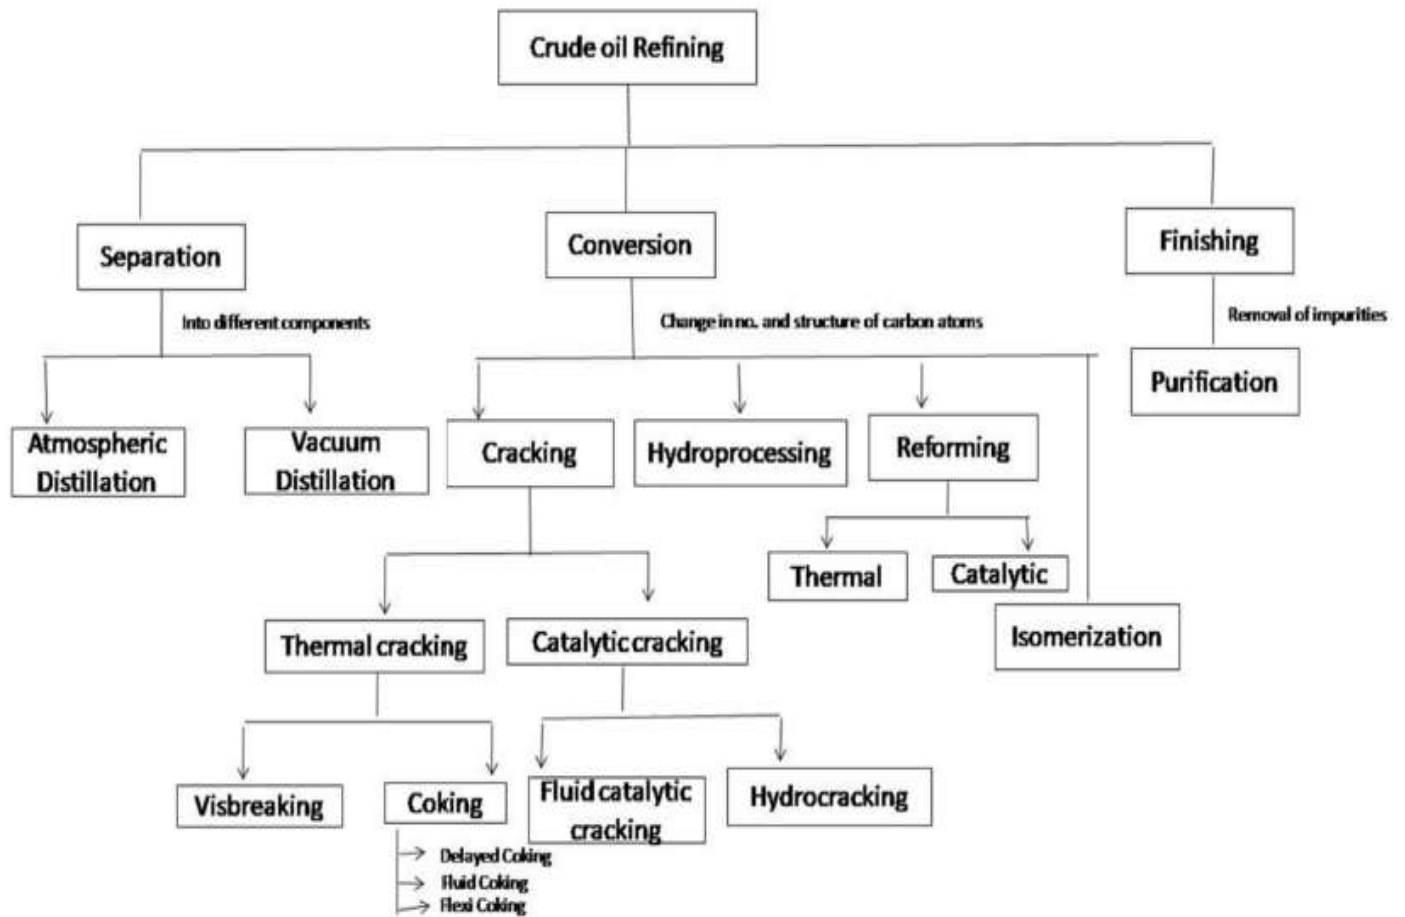 Crude oil Refining
Separation
Conversion
Finishing
Into different components
Change in no. and structure of carbon atoms
Removal of impurities
Atmospheric
Distillation
Vacuum
Distillation
Cracking
Hydroprocessing
Reforming
Purification
Thermal
Catalytic
Isomerization
Thermal cracking
Catalytic cracking
Visbreaking
Coking
Fluid catalytic
cracking
Hydrocracking
Delayed Coking
Fluid Coking
Flexi Coking